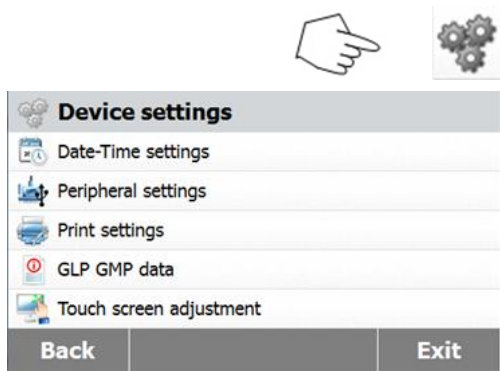 Device settings
Date-Time settings
Peripheral settings
Print settings
GLP GMP data
Touch screen adjustment
Back Exit